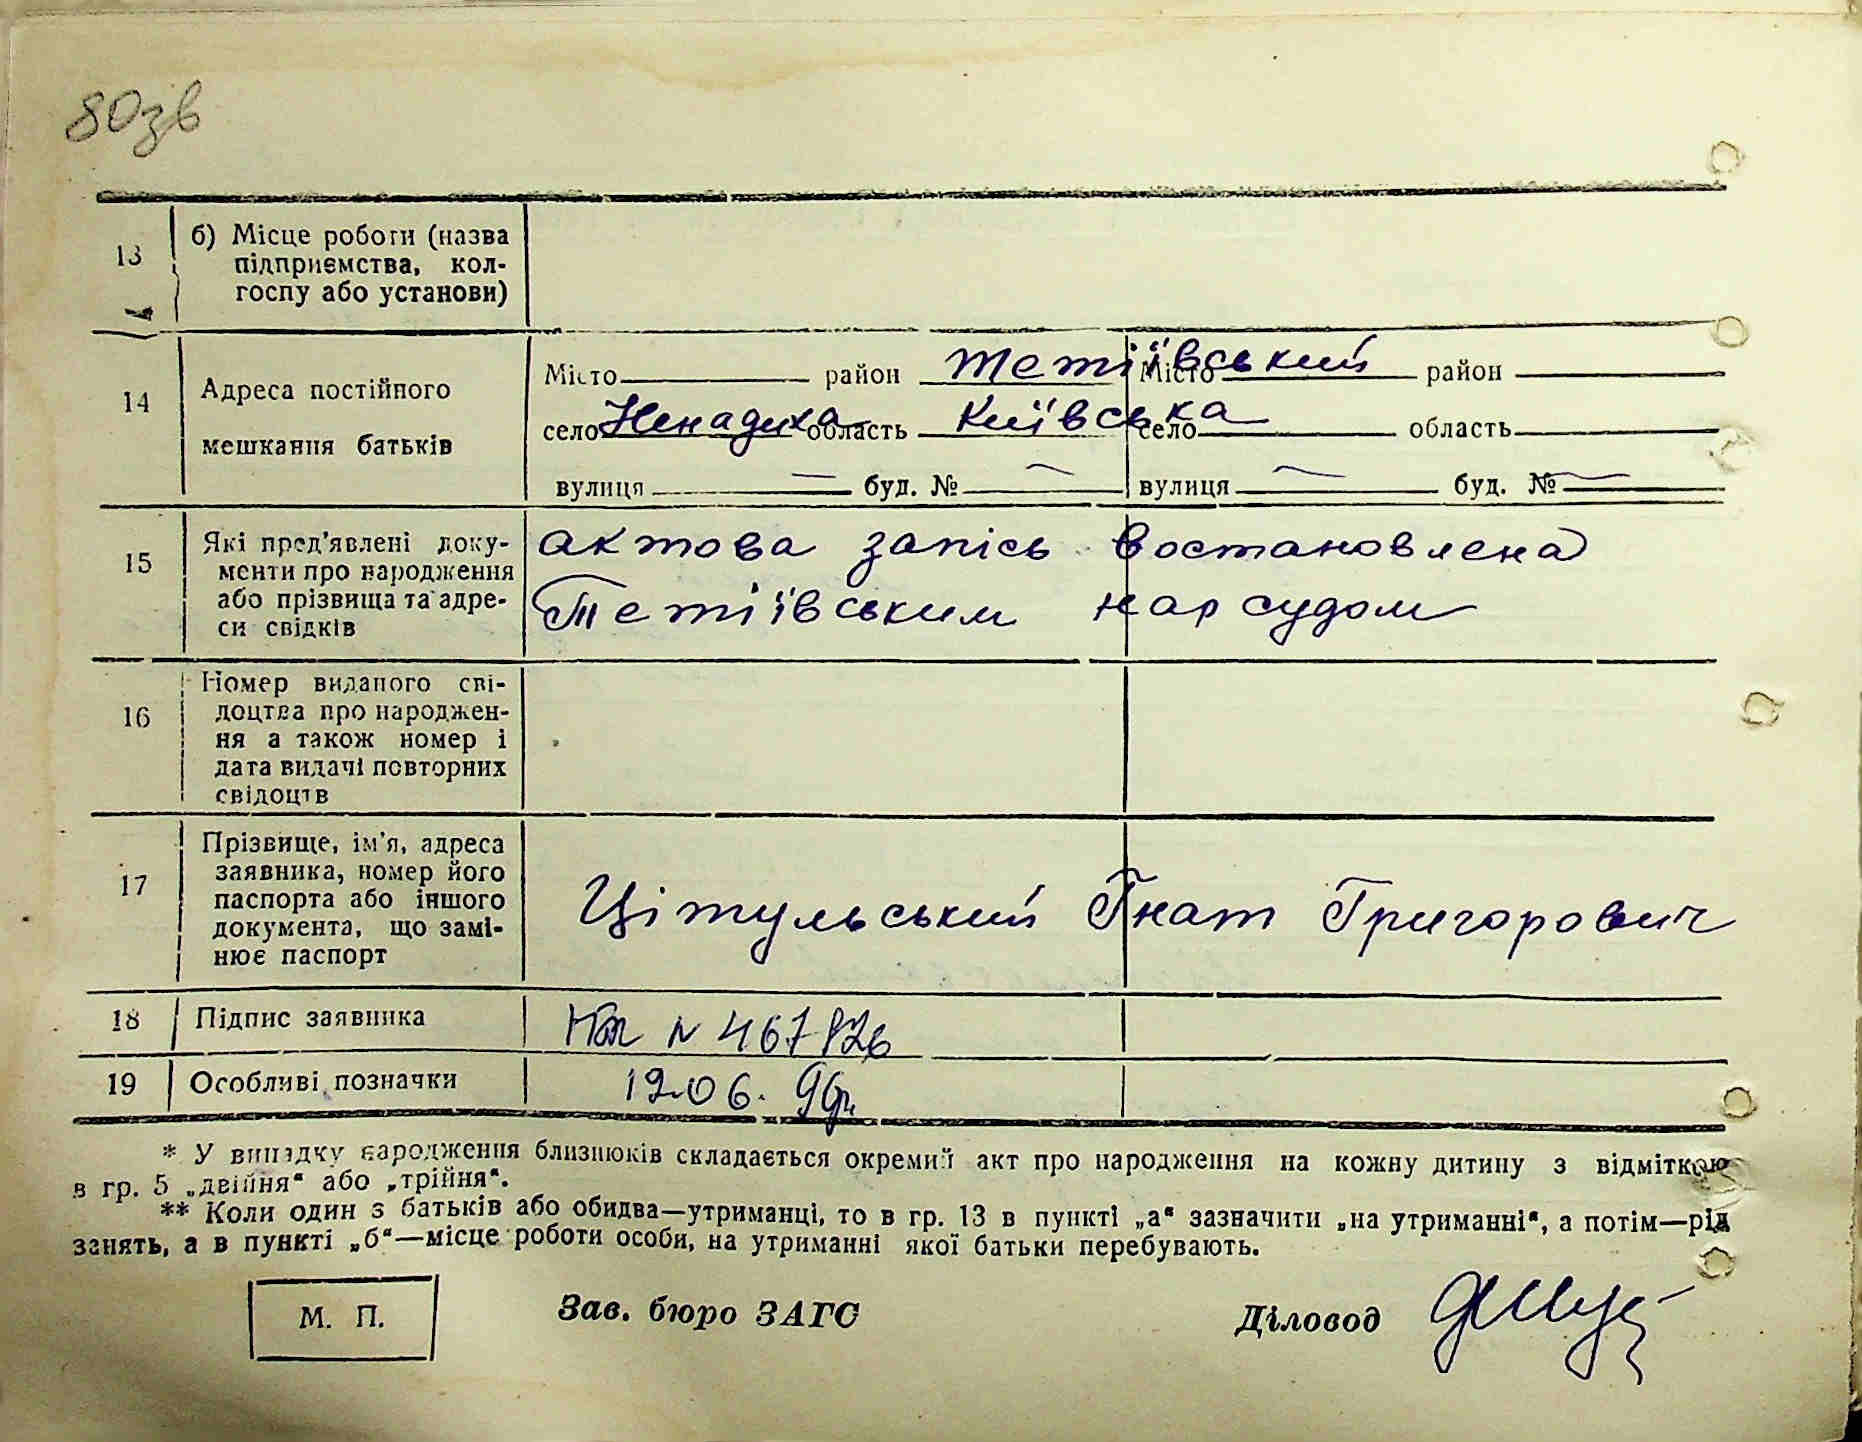 80зв
13 б) Місце роботи (назва
підприємства, кол-
госпу або установи)
14 Адреса постійного
мешкання батьків
Місто район Тетіївський Місто район
село Ненадиха область Київська село область
вулиця — буд. № — вулиця — буд. № —
15 Які пред'явлені доку-
менти про народження
або прізвища та адре-
си свідків
актова запісь востановлена
Тетіївським нарсудом
16 Номер виданого сві-
доцтва про народжен-
ня а також номер і
дата видачі повторних
свідоцтв
17 Прізвище, ім'я, адреса
заявника, номер його
паспорта або іншого
документа, що замі-
нює паспорт
Цітульський Гнат Григорович
18 Підпис заявника N 467826
19 Особливі позначки 19.06.96р.
* У випадку народження близнюків складається окремий акт про народження на кожну дитину з відміткою
в гр. 5 „двійня“ або „трійня“.
** Коли один з батьків або обидва—утриманці, то в гр. 13 в пункті „а“ зазначити „на утриманні“, а потім—рід
занять, а в пункті „б“—місце роботи особи, на утриманні якої батьки перебувають.
М. П. Зав. бюро ЗАГС Діловод